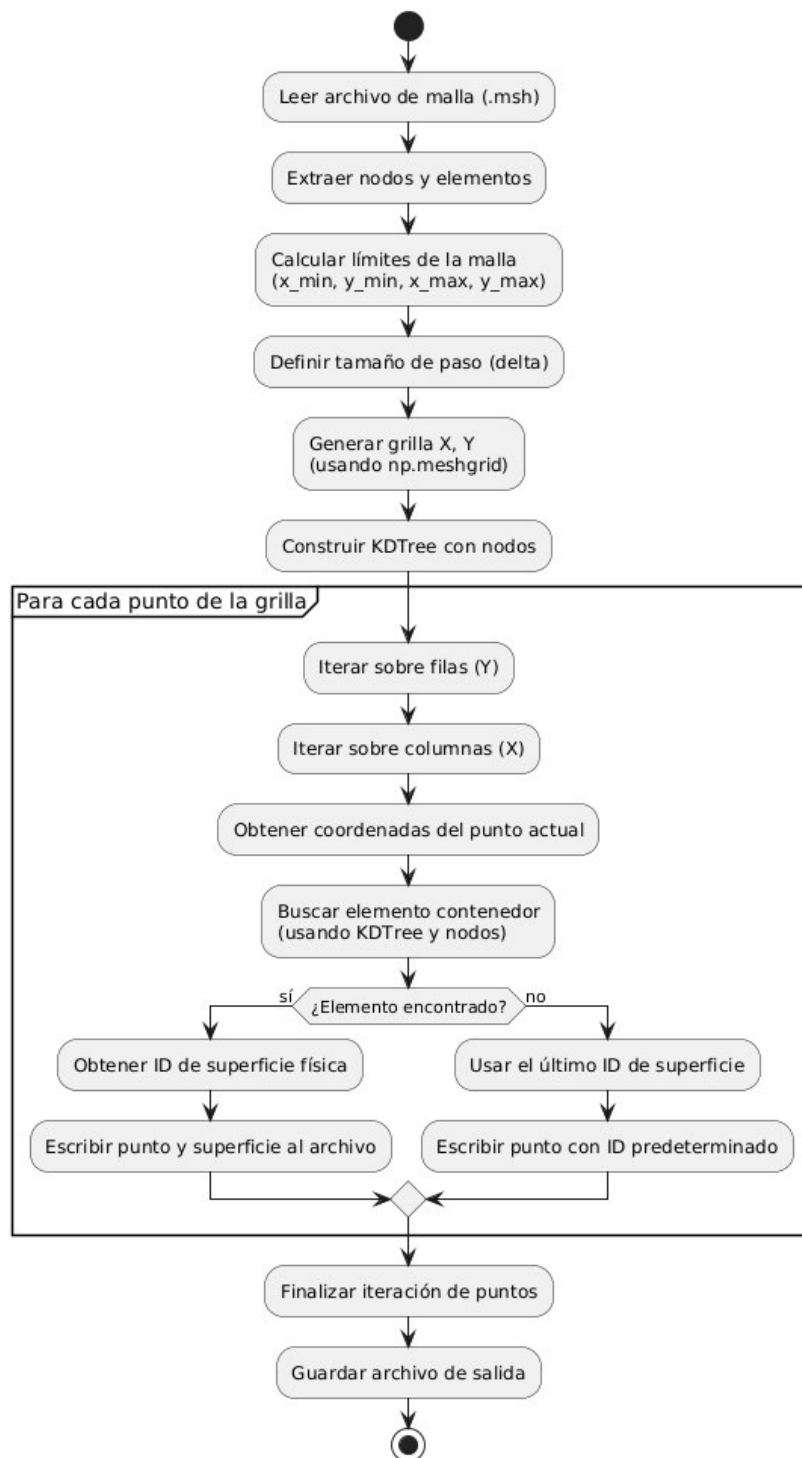 Leer archivo de malla (.msh)
Extraer nodos y elementos
Calcular límites de la malla
(x_min, y_min, x_max, y_max)
Definir tamaño de paso (delta)
Generar grilla X, Y
(usando np.meshgrid)
Construir KDTree con nodos
Para cada punto de la grilla
Iterar sobre filas (Y)
Iterar sobre columnas (X)
Obtener coordenadas del punto actual
Buscar elemento contenedor
(usando KDTree y nodos)
sí
¿Elemento encontrado?
no
Obtener ID de superficie física
Usar el último ID de superficie
Escribir punto y superficie al archivo
Escribir punto con ID predeterminado
Finalizar iteración de puntos
Guardar archivo de salida